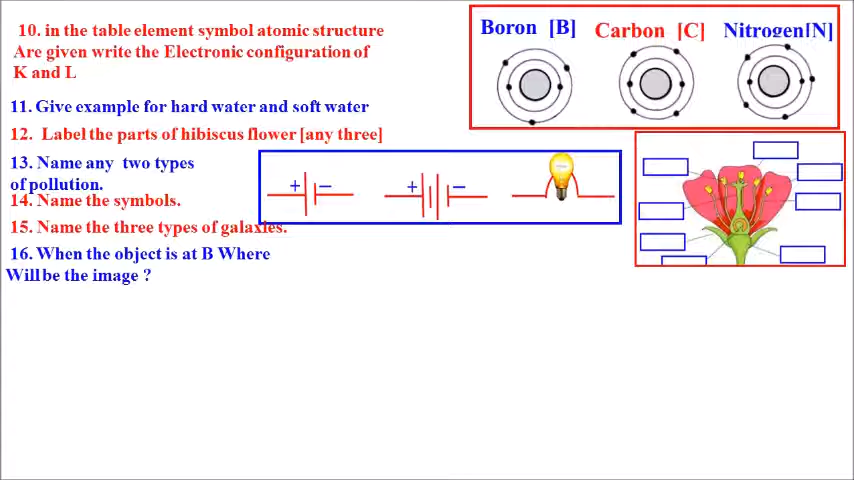 10. in the table element symbol atomic structure
Are given write the Electronic configuration of
K and L
Boron [B] Carbon [C] Nitrogen[N]
11. Give example for hard water and soft water
12. Label the parts of hibiscus flower [any three]
13. Name any two types
of pollution.
14. Name the symbols.
+ − + −
15. Name the three types of galaxies.
16. When the object is at B Where
Will be the image ?